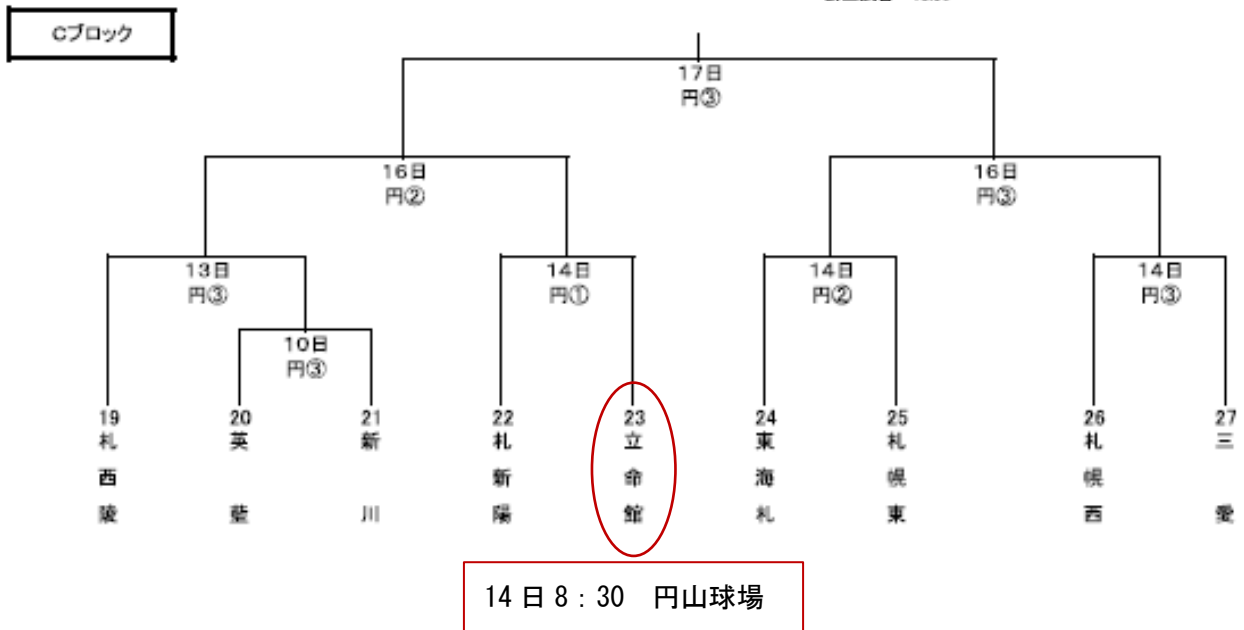 Cブロック
17日
円③
16日
円②
16日
円③
13日
円③
14日
円①
14日
円②
14日
円③
10日
円③
19
札西陵
20
英藍
21
新川
22
札新陽
23
立命館
24
東海札
25
札幌東
26
札幌西
27
三愛
14日8:30 円山球場